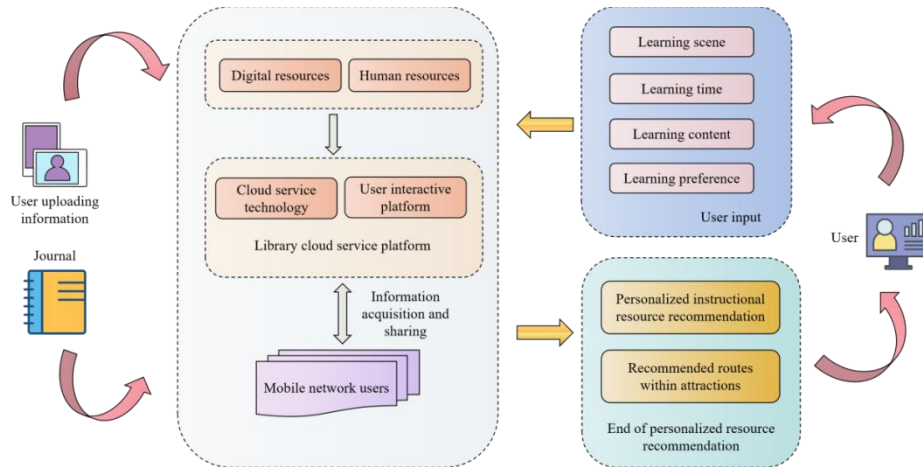 User uploading
information
Journal
Digital resources
Human resources
Cloud service
technology
User interactive
platform
Library cloud service platform
Information
acquisition and
sharing
Mobile network users
Learning scene
Learning time
Learning content
Learning preference
User input
User
Personalized instructional
resource recommendation
Recommended routes
within attractions
End of personalized resource
recommendation